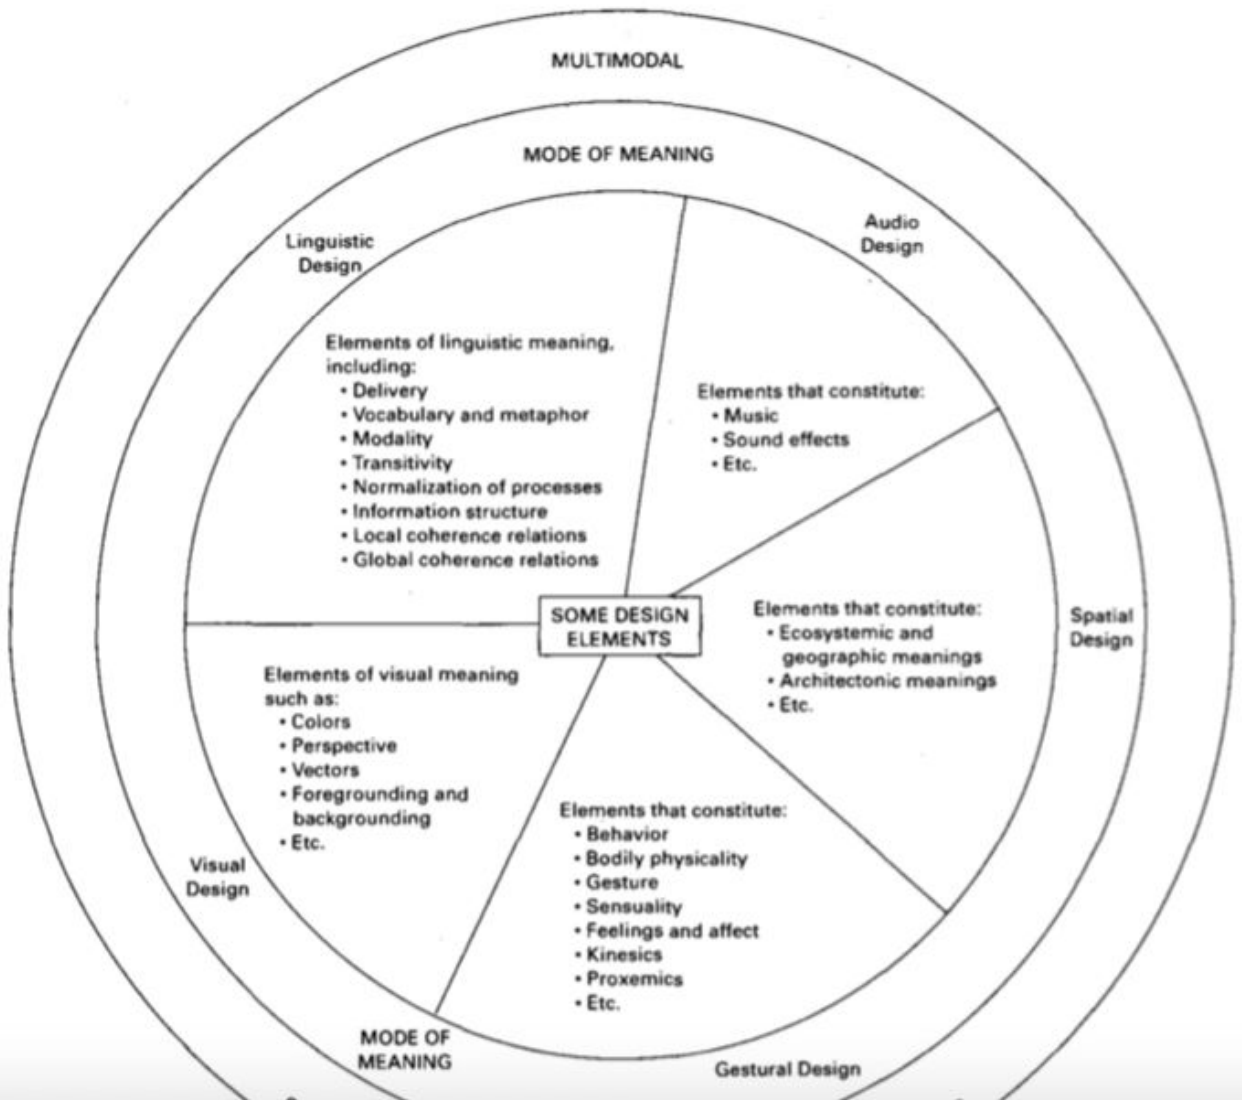 MULTIMODAL
MODE OF MEANING
Linguistic
Design
Audio
Design
Elements of linguistic meaning,
including:
• Delivery
• Vocabulary and metaphor
• Modality
• Transitivity
• Normalization of processes
• Information structure
• Local coherence relations
• Global coherence relations
Elements that constitute:
• Music
• Sound effects
• Etc.
SOME DESIGN
ELEMENTS
Elements that constitute:
• Ecosystemic and
geographic meanings
• Architectonic meanings
• Etc.
Spatial
Design
Elements of visual meaning
such as:
• Colors
• Perspective
• Vectors
• Foregrounding and
backgrounding
• Etc.
Visual
Design
Elements that constitute:
• Behavior
• Bodily physicality
• Gesture
• Sensuality
• Feelings and affect
• Kinesics
• Proxemics
• Etc.
MODE OF
MEANING
Gestural Design